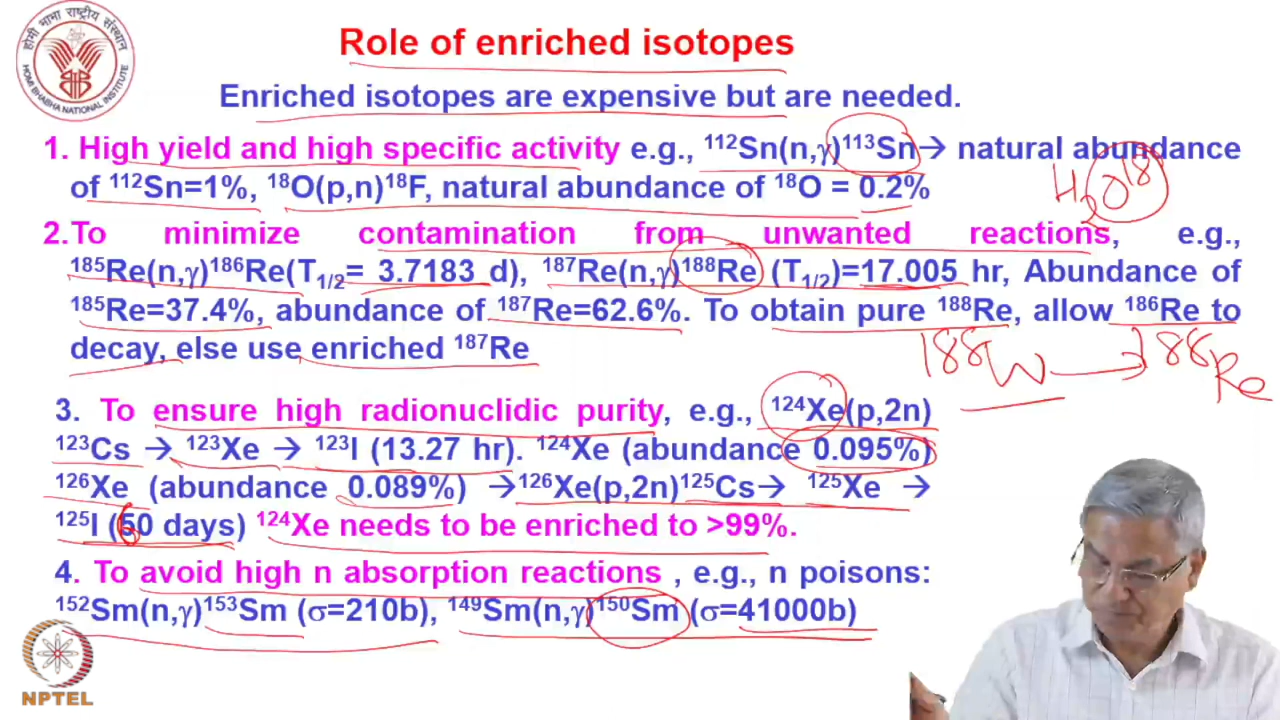 होमी भाभा राष्ट्रीय संस्थान
HOMI BHABHA NATIONAL INSTITUTE
Role of enriched isotopes
Enriched isotopes are expensive but are needed.
1. High yield and high specific activity e.g., ¹¹²Sn(n,γ)¹¹³Sn→ natural abundance
of ¹¹²Sn=1%, ¹⁸O(p,n)¹⁸F, natural abundance of ¹⁸O = 0.2%
H₂O¹⁸
2.To minimize contamination from unwanted reactions, e.g.,
¹⁸⁵Re(n,γ)¹⁸⁶Re(T₁/₂= 3.7183 d), ¹⁸⁷Re(n,γ)¹⁸⁸Re (T₁/₂)=17.005 hr, Abundance of
¹⁸⁵Re=37.4%, abundance of ¹⁸⁷Re=62.6%. To obtain pure ¹⁸⁸Re, allow ¹⁸⁶Re to
decay, else use enriched ¹⁸⁷Re
¹⁸⁸W → ¹⁸⁸Re
3. To ensure high radionuclidic purity, e.g., ¹²⁴Xe(p,2n)
¹²³Cs → ¹²³Xe → ¹²³I (13.27 hr). ¹²⁴Xe (abundance 0.095%)
¹²⁶Xe (abundance 0.089%) →¹²⁶Xe(p,2n)¹²⁵Cs→ ¹²⁵Xe →
¹²⁵I (60 days) ¹²⁴Xe needs to be enriched to >99%.
4. To avoid high n absorption reactions , e.g., n poisons:
¹⁵²Sm(n,γ)¹⁵³Sm (σ=210b), ¹⁴⁹Sm(n,γ)¹⁵⁰Sm (σ=41000b)
NPTEL